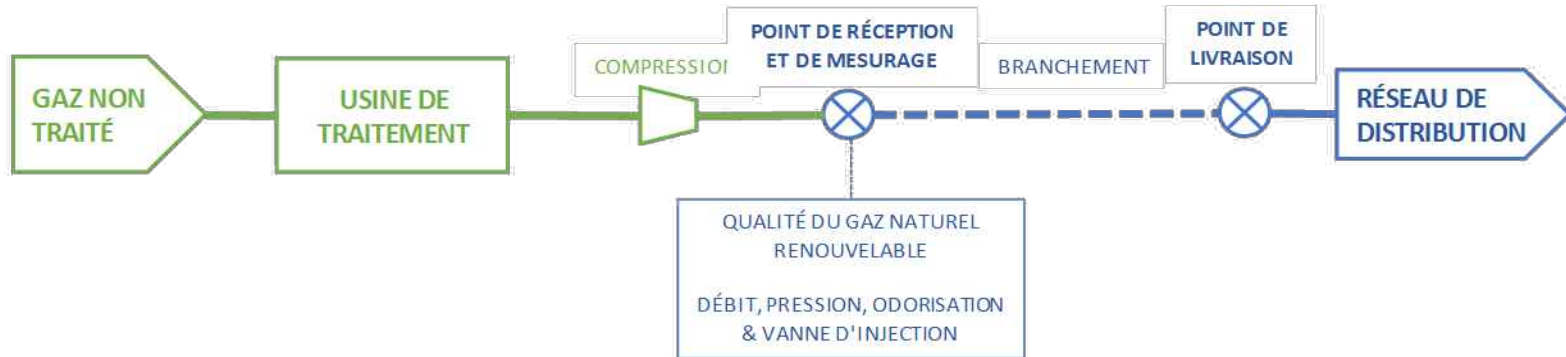 GAZ NON
TRAITÉ
USINE DE
TRAITEMENT
COMPRESSION
POINT DE RÉCEPTION
ET DE MESURAGE
BRANCHEMENT
POINT DE
LIVRAISON
RÉSEAU DE
DISTRIBUTION
QUALITÉ DU GAZ NATUREL
RENOUVELABLE
DÉBIT, PRESSION, ODORISATION
& VANNE D'INJECTION